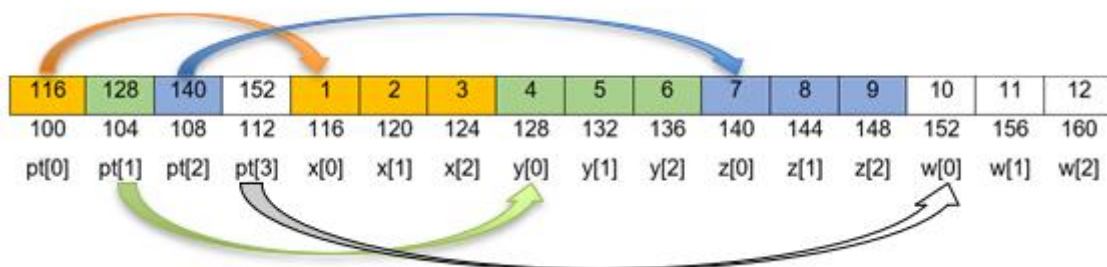 116 128 140 152 1 2 3 4 5 6 7 8 9 10 11 12
100 104 108 112 116 120 124 128 132 136 140 144 148 152 156 160
pt[0] pt[1] pt[2] pt[3] x[0] x[1] x[2] y[0] y[1] y[2] z[0] z[1] z[2] w[0] w[1] w[2]